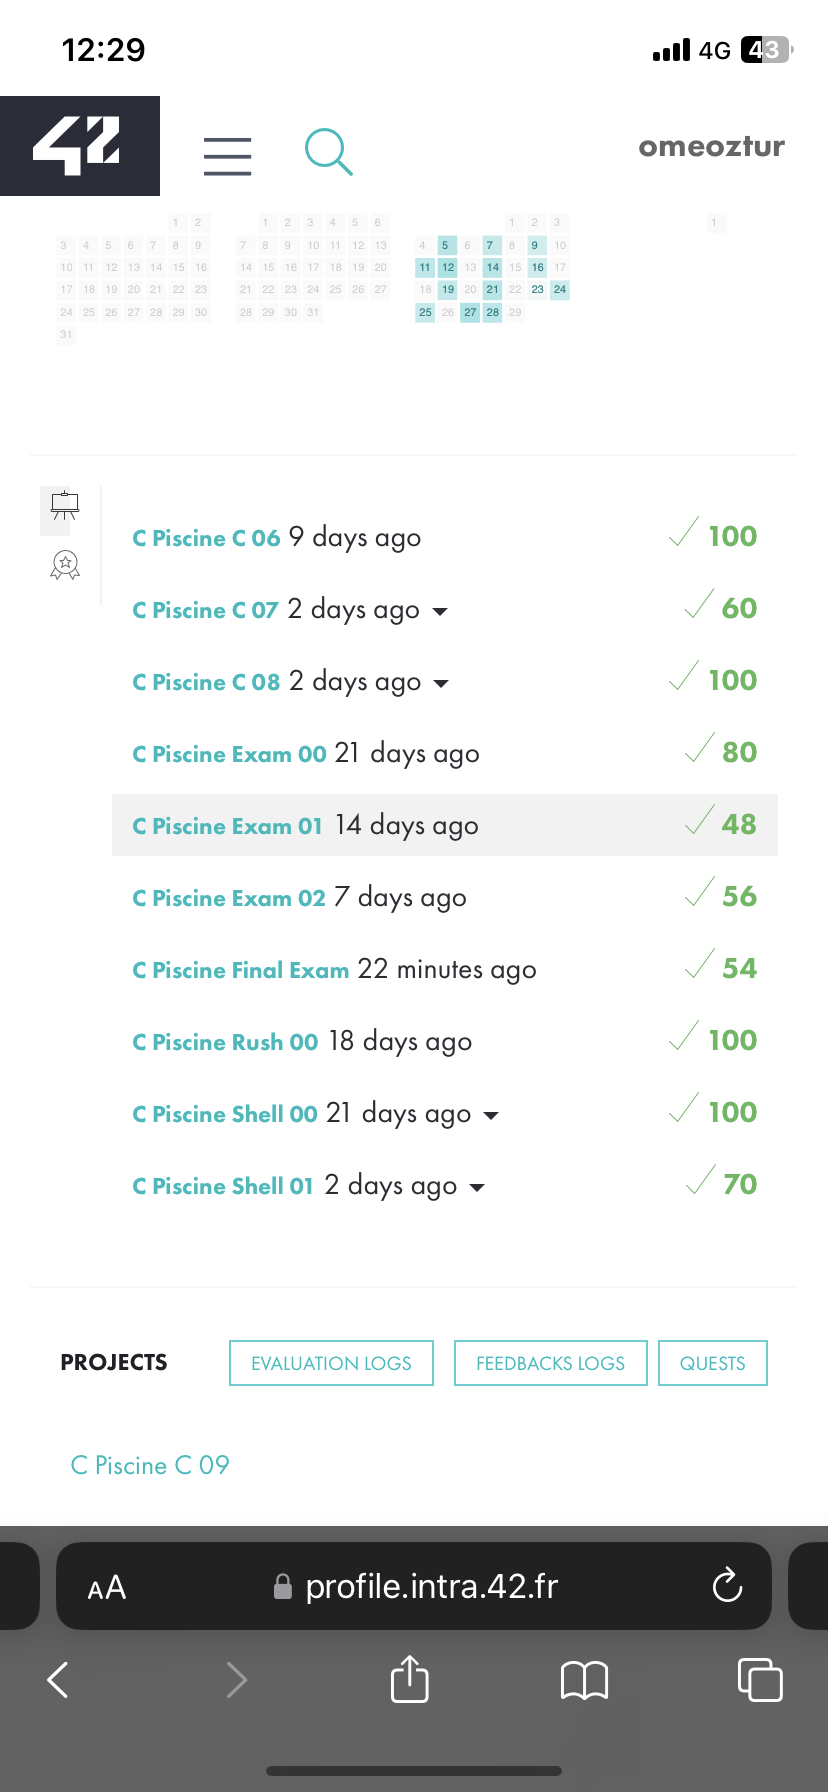 12:29 4G 43
42 omeoztur
1 2 1 2 3 4 5 6 1 2 3 1
3 4 5 6 7 8 9 7 8 9 10 11 12 13 4 5 6 7 8 9 10
10 11 12 13 14 15 16 14 15 16 17 18 19 20 11 12 13 14 15 16 17
17 18 19 20 21 22 23 21 22 23 24 25 26 27 18 19 20 21 22 23 24
24 25 26 27 28 29 30 28 29 30 31 25 26 27 28 29
31
C Piscine C 06 9 days ago 100
C Piscine C 07 2 days ago 60
C Piscine C 08 2 days ago 100
C Piscine Exam 00 21 days ago 80
C Piscine Exam 01 14 days ago 48
C Piscine Exam 02 7 days ago 56
C Piscine Final Exam 22 minutes ago 54
C Piscine Rush 00 18 days ago 100
C Piscine Shell 00 21 days ago 100
C Piscine Shell 01 2 days ago 70
PROJECTS EVALUATION LOGS FEEDBACKS LOGS QUESTS
C Piscine C 09
AA profile.intra.42.fr